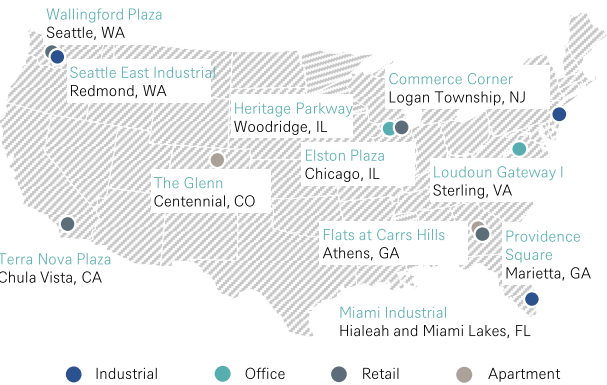 Wallingford Plaza
Seattle, WA
Seattle East Industrial
Redmond, WA
Commerce Corner
Logan Township, NJ
Heritage Parkway
Woodridge, IL
Elston Plaza
Chicago, IL
Loudoun Gateway I
Sterling, VA
The Glenn
Centennial, CO
Flats at Carrs Hills
Athens, GA
Providence
Square
Marietta, GA
Terra Nova Plaza
Chula Vista, CA
Miami Industrial
Hialeah and Miami Lakes, FL
Industrial
Office
Retail
Apartment